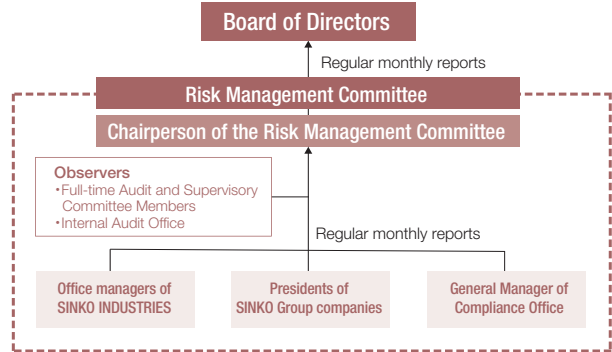 Board of Directors
Regular monthly reports
Risk Management Committee
Chairperson of the Risk Management Committee
Observers
・Full-time Audit and Supervisory
Committee Members
・Internal Audit Office
Regular monthly reports
Office managers of
SINKO INDUSTRIES
Presidents of
SINKO Group companies
General Manager of
Compliance Office